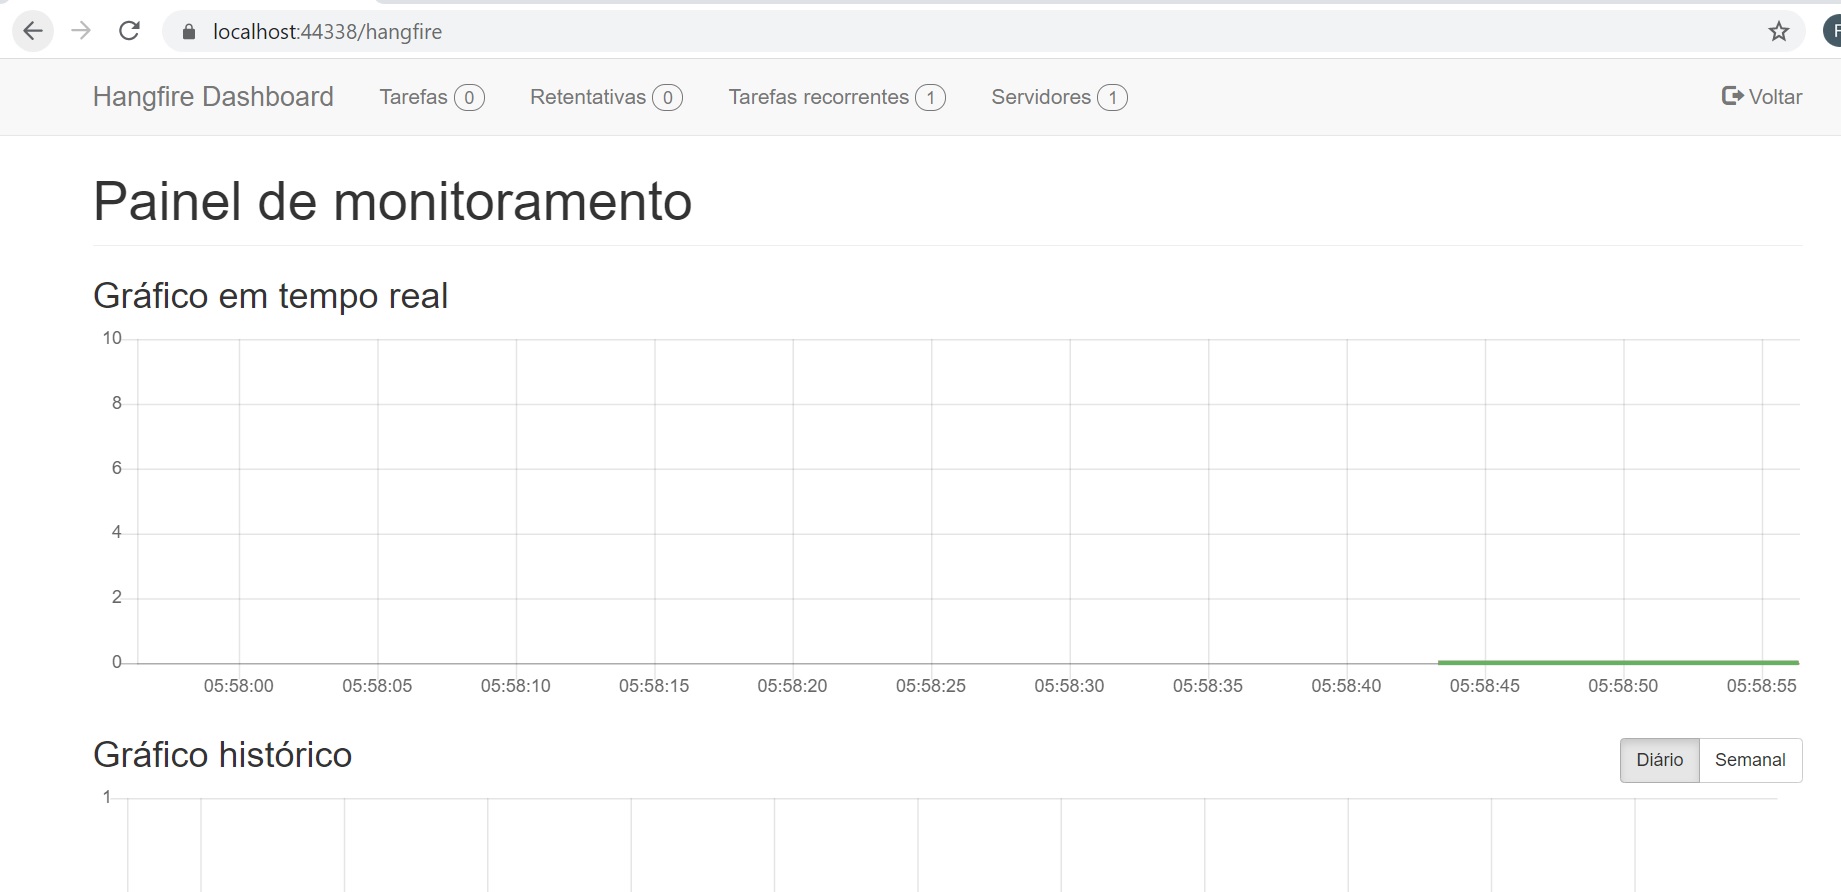 localhost:44338/hangfire
F
Hangfire Dashboard Tarefas 0 Retentativas 0 Tarefas recorrentes 1 Servidores 1 Voltar
Painel de monitoramento
Gráfico em tempo real
10
8
6
4
2
0
05:58:00 05:58:05 05:58:10 05:58:15 05:58:20 05:58:25 05:58:30 05:58:35 05:58:40 05:58:45 05:58:50 05:58:55
Gráfico histórico Diário Semanal
1